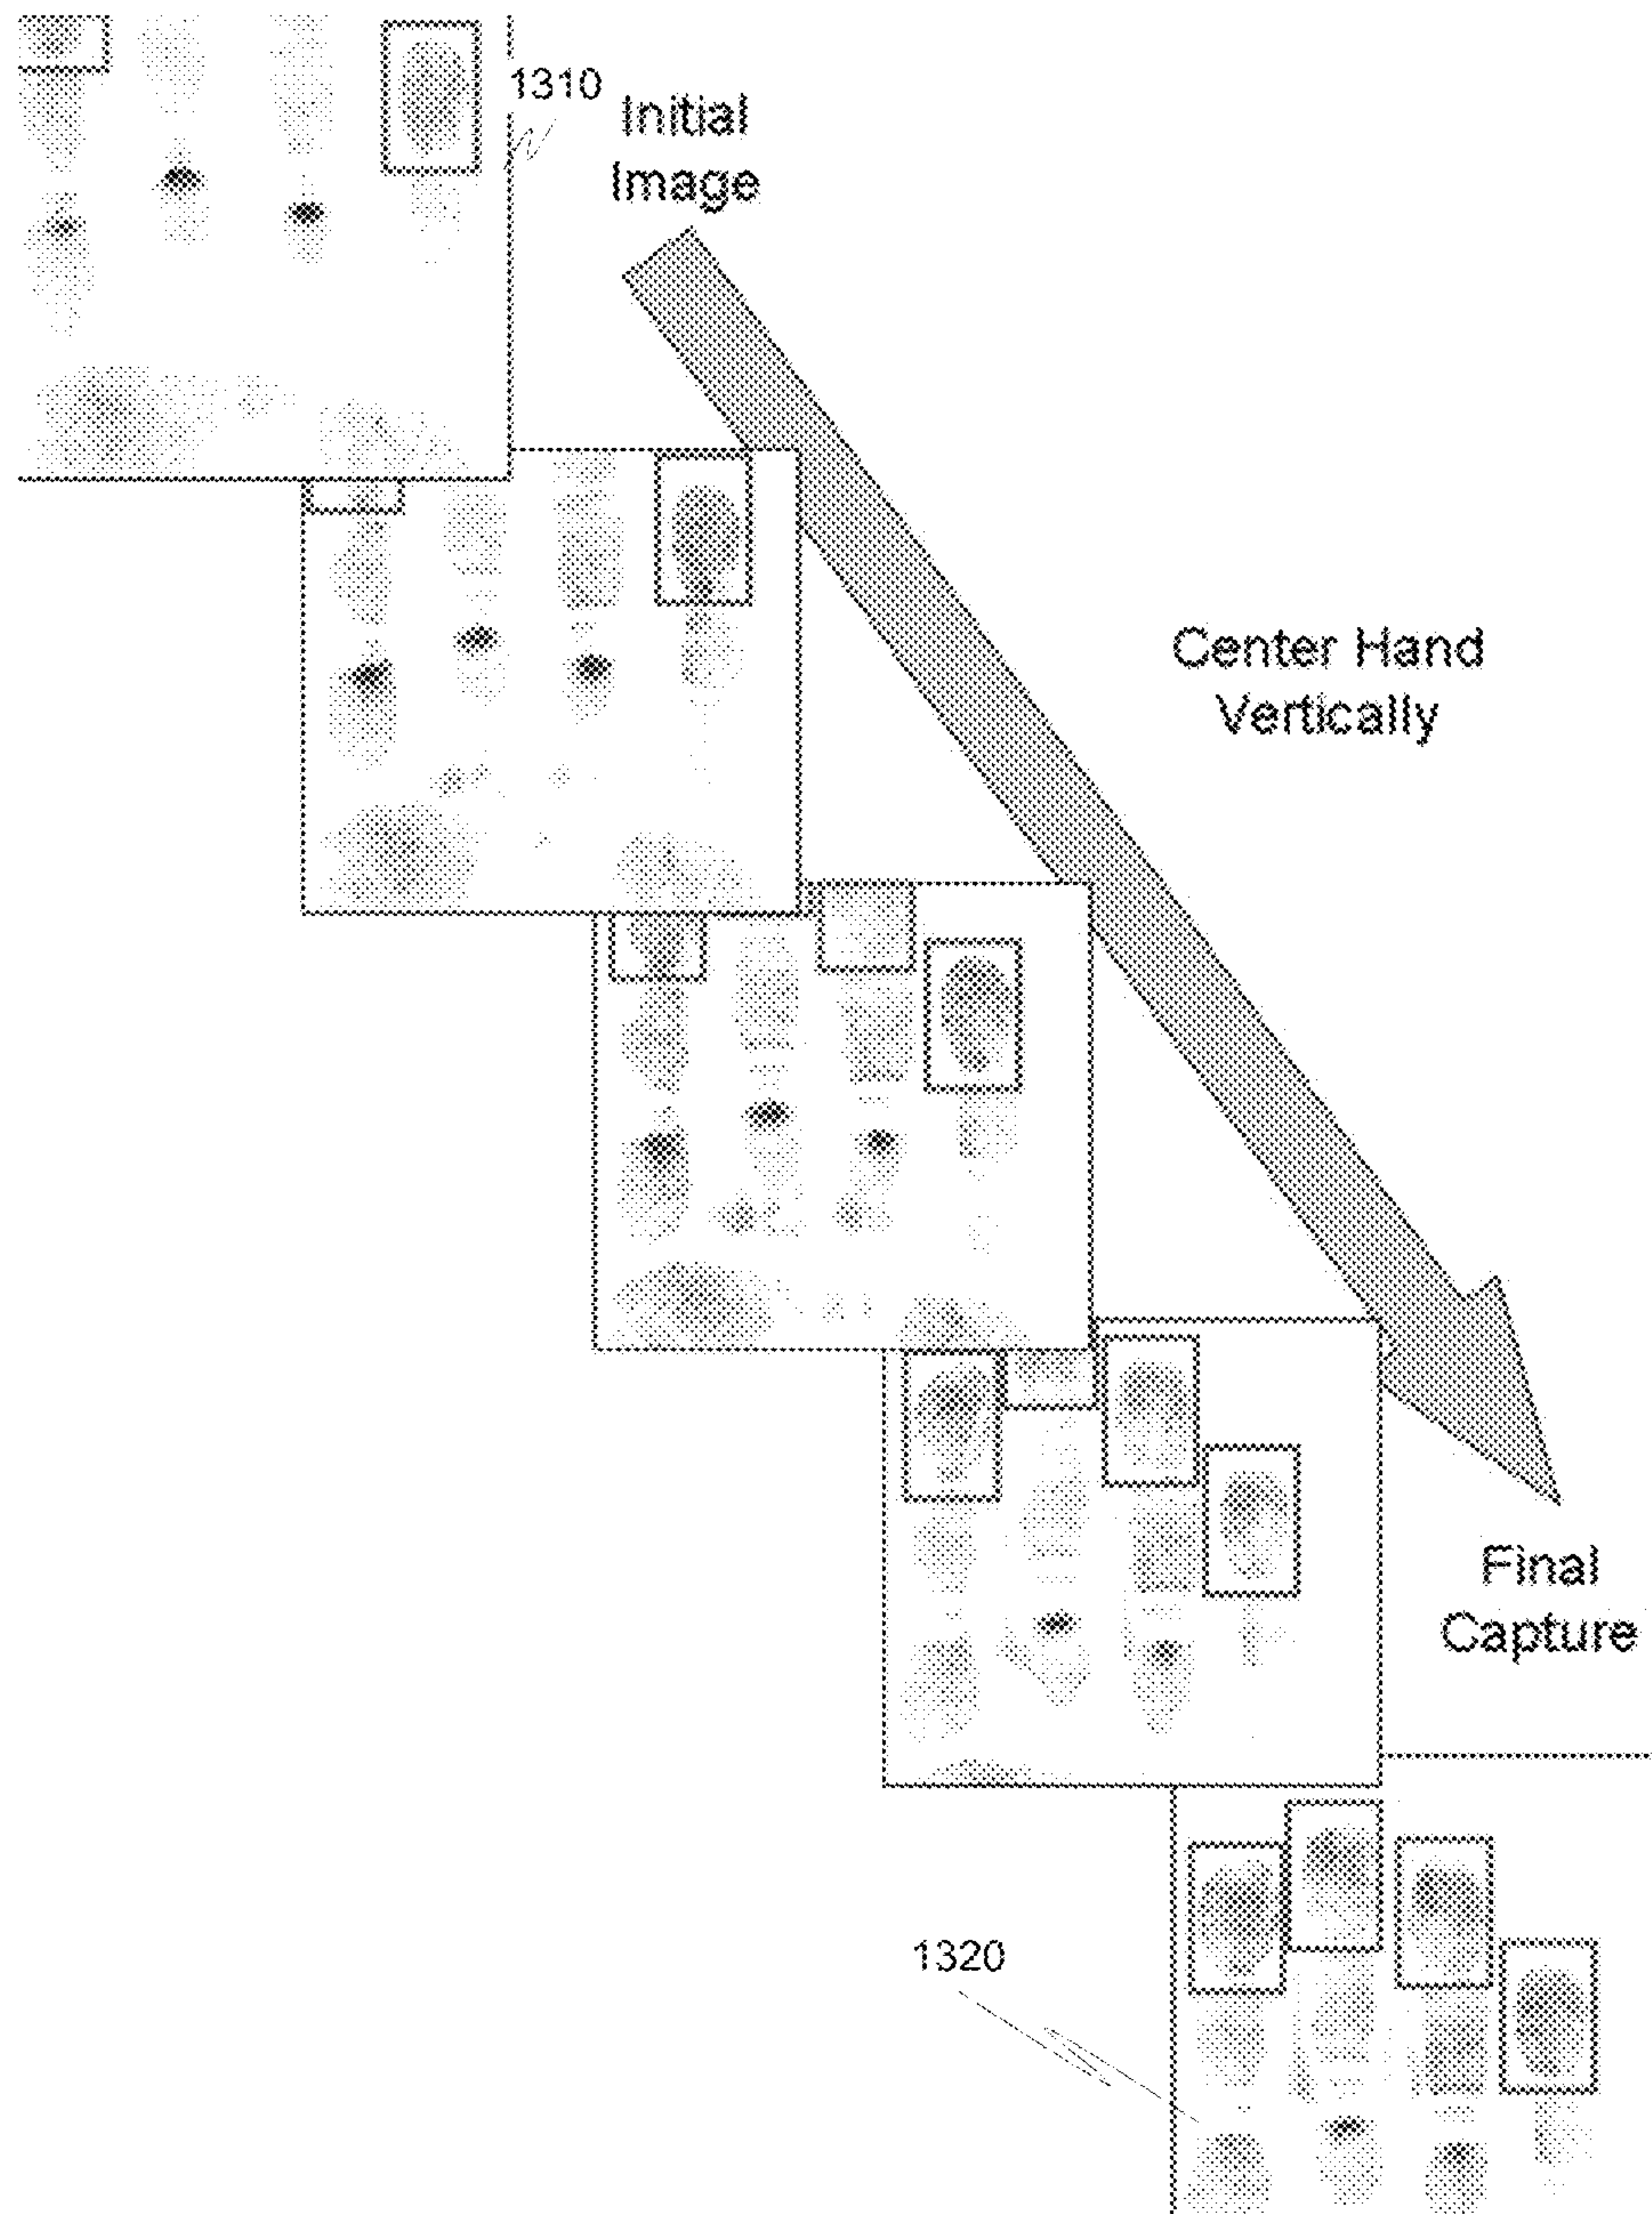 1310
Initial
Image
Center Hand
Vertically
Final
Capture
1320